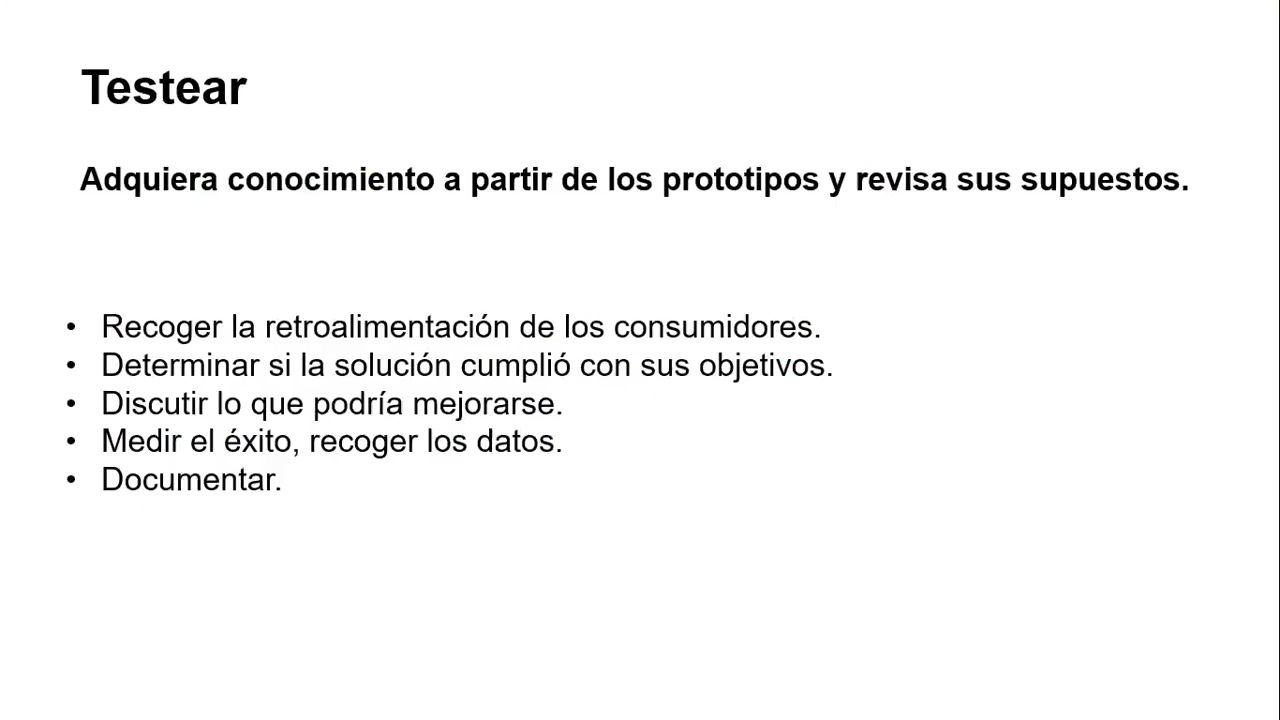 Testear
Adquiera conocimiento a partir de los prototipos y revisa sus supuestos.
• Recoger la retroalimentación de los consumidores.
• Determinar si la solución cumplió con sus objetivos.
• Discutir lo que podría mejorarse.
• Medir el éxito, recoger los datos.
• Documentar.